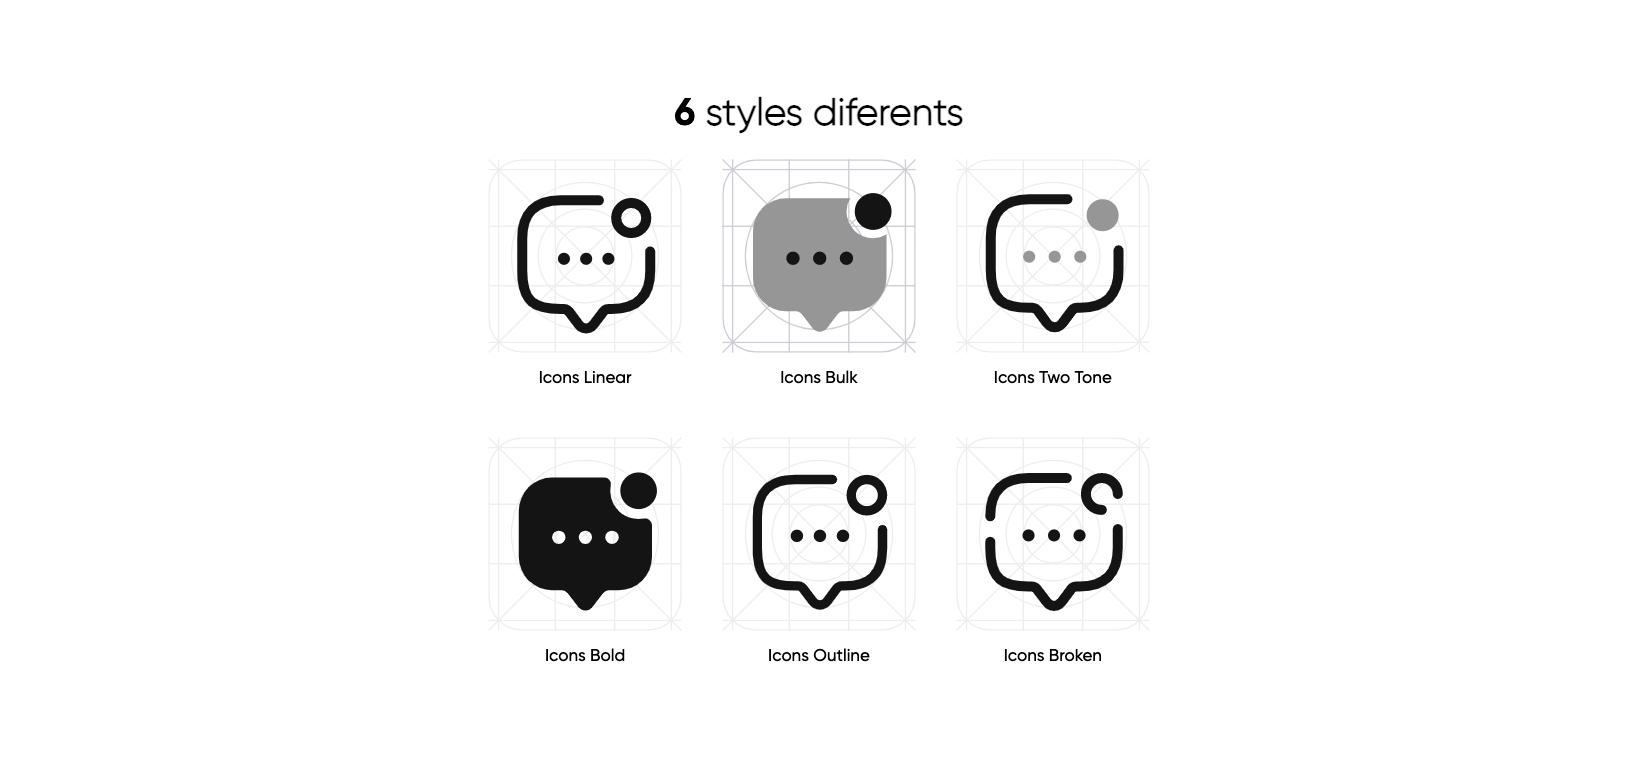 6 styles diferents
Icons Linear
Icons Bulk
Icons Two Tone
Icons Bold
Icons Outline
Icons Broken